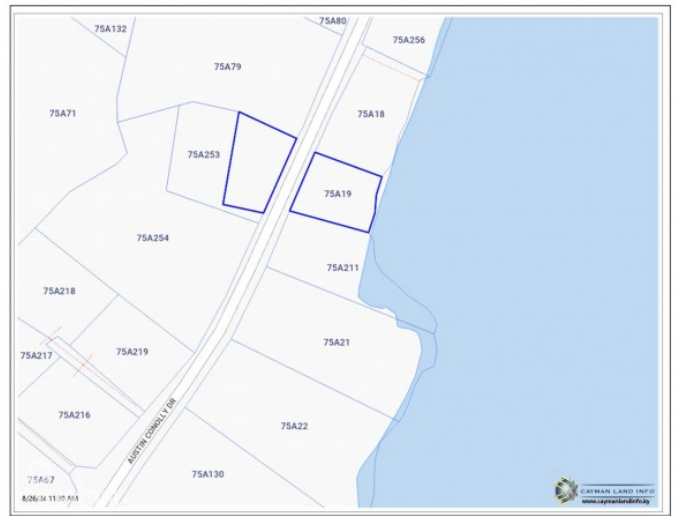 75A80
75A132
75A256
75A79
75A71
75A18
75A253
75A19
75A254
75A211
75A218
75A21
75A217
75A219
75A216
75A22
AUSTIN CONOLLY DR
75A130
75A67
CAYMAN LAND INFO
www.caymanlandinfo.ky